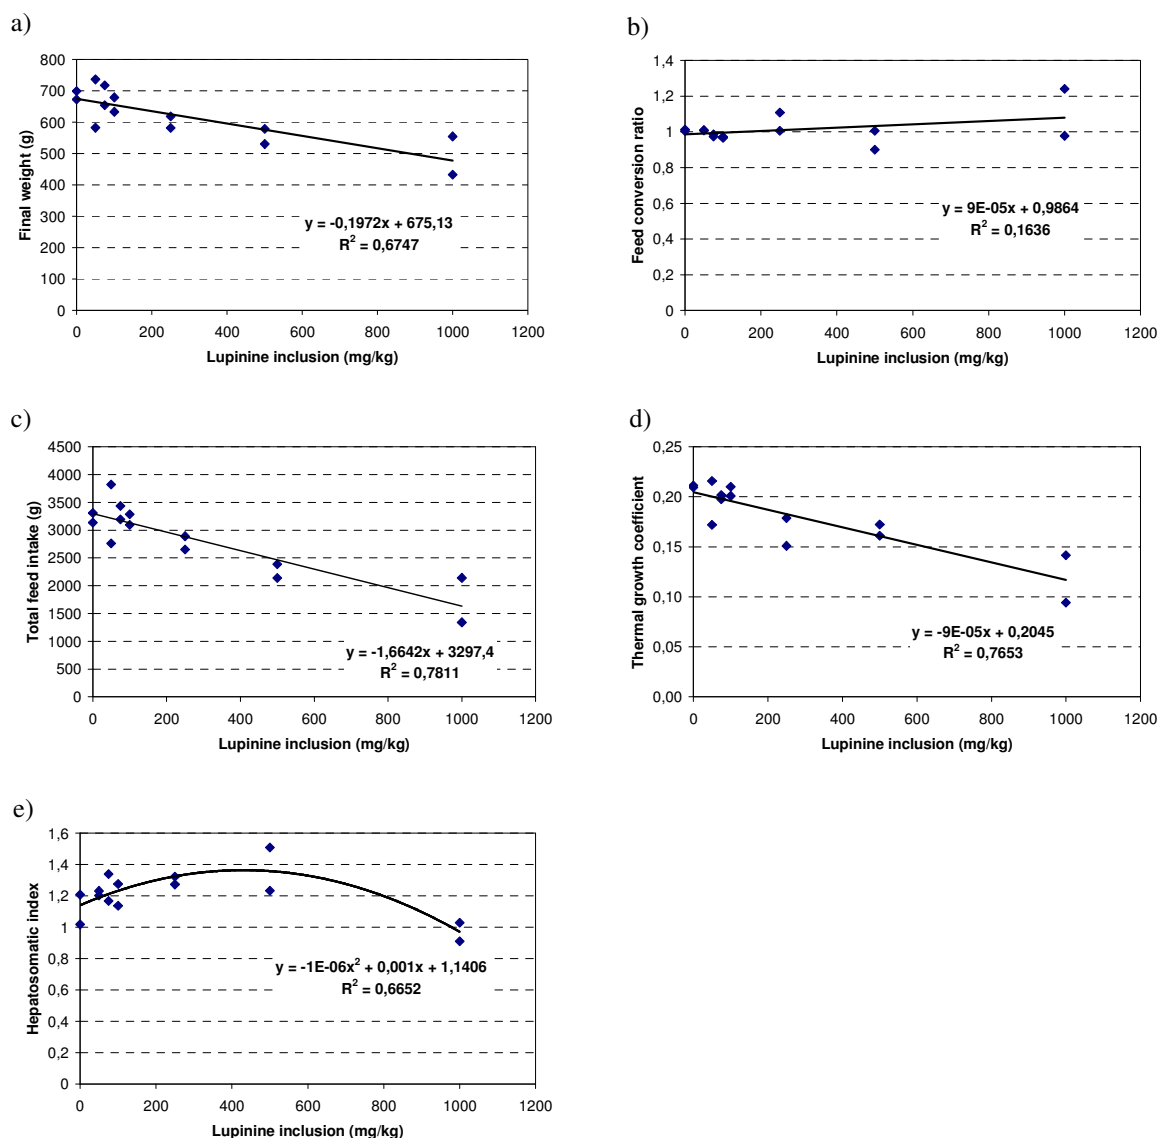 a)
800
700
600
500
400
300
200
100
0
Final weight (g)
y = -0,1972x + 675,13
R² = 0,6747
0 200 400 600 800 1000 1200
Lupinine inclusion (mg/kg)
b)
1,4
1,2
1
0,8
0,6
0,4
0,2
0
Feed conversion ratio
y = 9E-05x + 0,9864
R² = 0,1636
0 200 400 600 800 1000 1200
Lupinine inclusion (mg/kg)
c)
4500
4000
3500
3000
2500
2000
1500
1000
500
0
Total feed intake (g)
y = -1,6642x + 3297,4
R² = 0,7811
0 200 400 600 800 1000 1200
Lupinine inclusion (mg/kg)
d)
0,25
0,20
0,15
0,10
0,05
0,00
Thermal growth coefficient
y = -9E-05x + 0,2045
R² = 0,7653
0 200 400 600 800 1000 1200
Lupinine inclusion (mg/kg)
e)
1,6
1,4
1,2
1
0,8
0,6
0,4
0,2
0
Hepatosomatic index
y = -1E-06x² + 0,001x + 1,1406
R² = 0,6652
0 200 400 600 800 1000 1200
Lupinine inclusion (mg/kg)